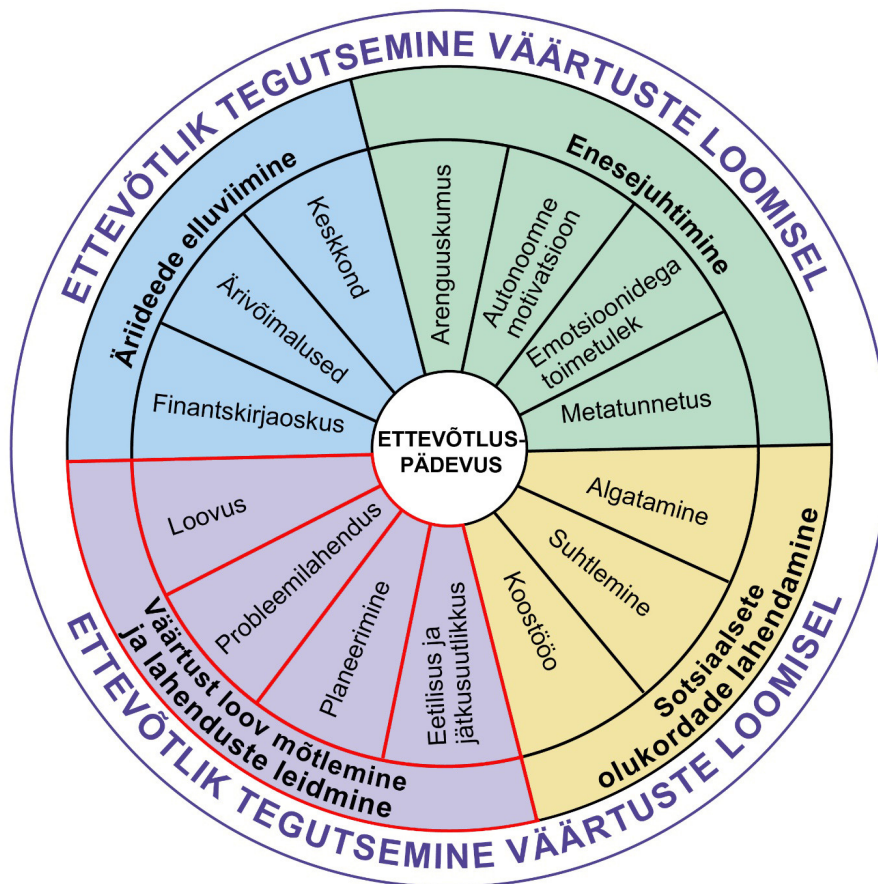 ETTEVÕTLIK TEGUTSEMINE VÄÄRTUSTE LOOMISEL
Äriideede elluviimine
Keskkond
Ärivõimalused
Finantskirjaoskus
Enesejuhtimine
Arenguuskumus
Autonoomne
motivatsioon
Emotsioonidega
toimetulek
Metatunnetus
ETTEVÕTLUS-
PÄDEVUS
Algatamine
Suhtlemine
Koostööo
Sotsiaalsete
olukordade lahendamine
Loovus
Probleemilahendus
Planeerimine
Eetilisus ja
jätkusuutlikkus
Väärtust loov mõtlemine
ja lahenduste leidmine
ETTEVÕTLIK TEGUTSEMINE VÄÄRTUSTE LOOMISEL